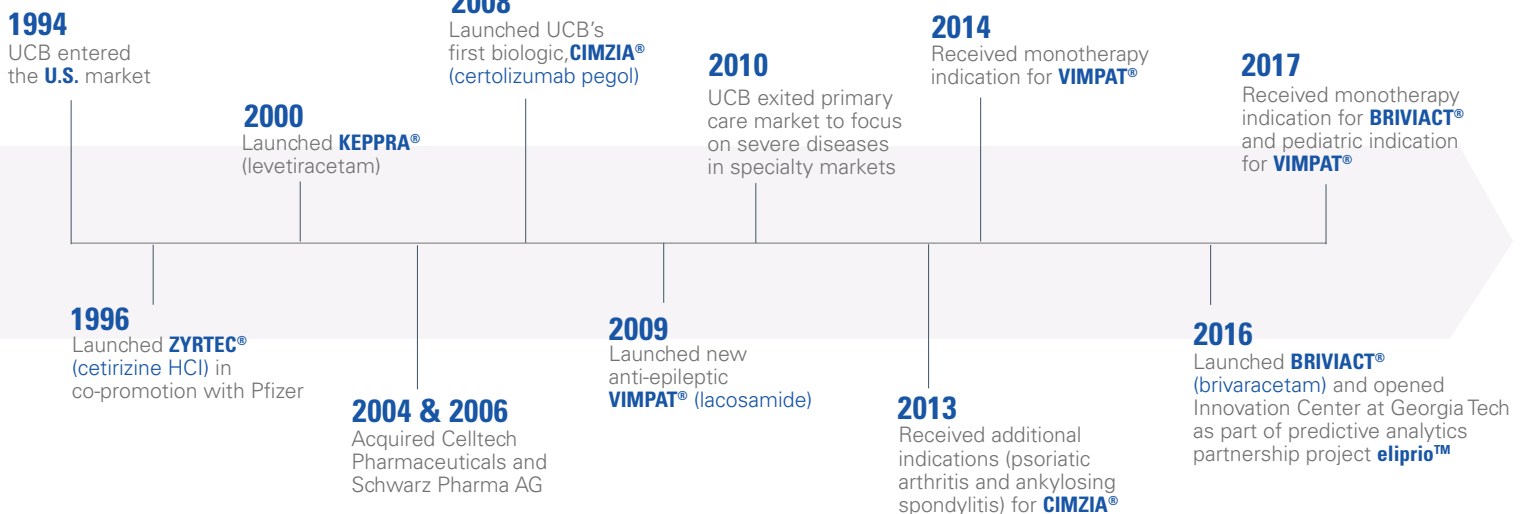 1994
UCB entered
the U.S. market
1996
Launched ZYRTEC®
(cetirizine HCI) in
co-promotion with Pfizer
2000
Launched KEPPRA®
(levetiracetam)
2004 & 2006
Acquired Celltech
Pharmaceuticals and
Schwarz Pharma AG
2008
Launched UCB's
first biologic,CIMZIA®
(certolizumab pegol)
2009
Launched new
anti-epileptic
VIMPAT® (lacosamide)
2010
UCB exited primary
care market to focus
on severe diseases
in specialty markets
2013
Received additional
indications (psoriatic
arthritis and ankylosing
spondylitis) for CIMZIA®
2014
Received monotherapy
indication for VIMPAT®
2016
Launched BRIVIACT®
(brivaracetam) and opened
Innovation Center at Georgia Tech
as part of predictive analytics
partnership project eliprio™
2017
Received monotherapy
indication for BRIVIACT®
and pediatric indication
for VIMPAT®